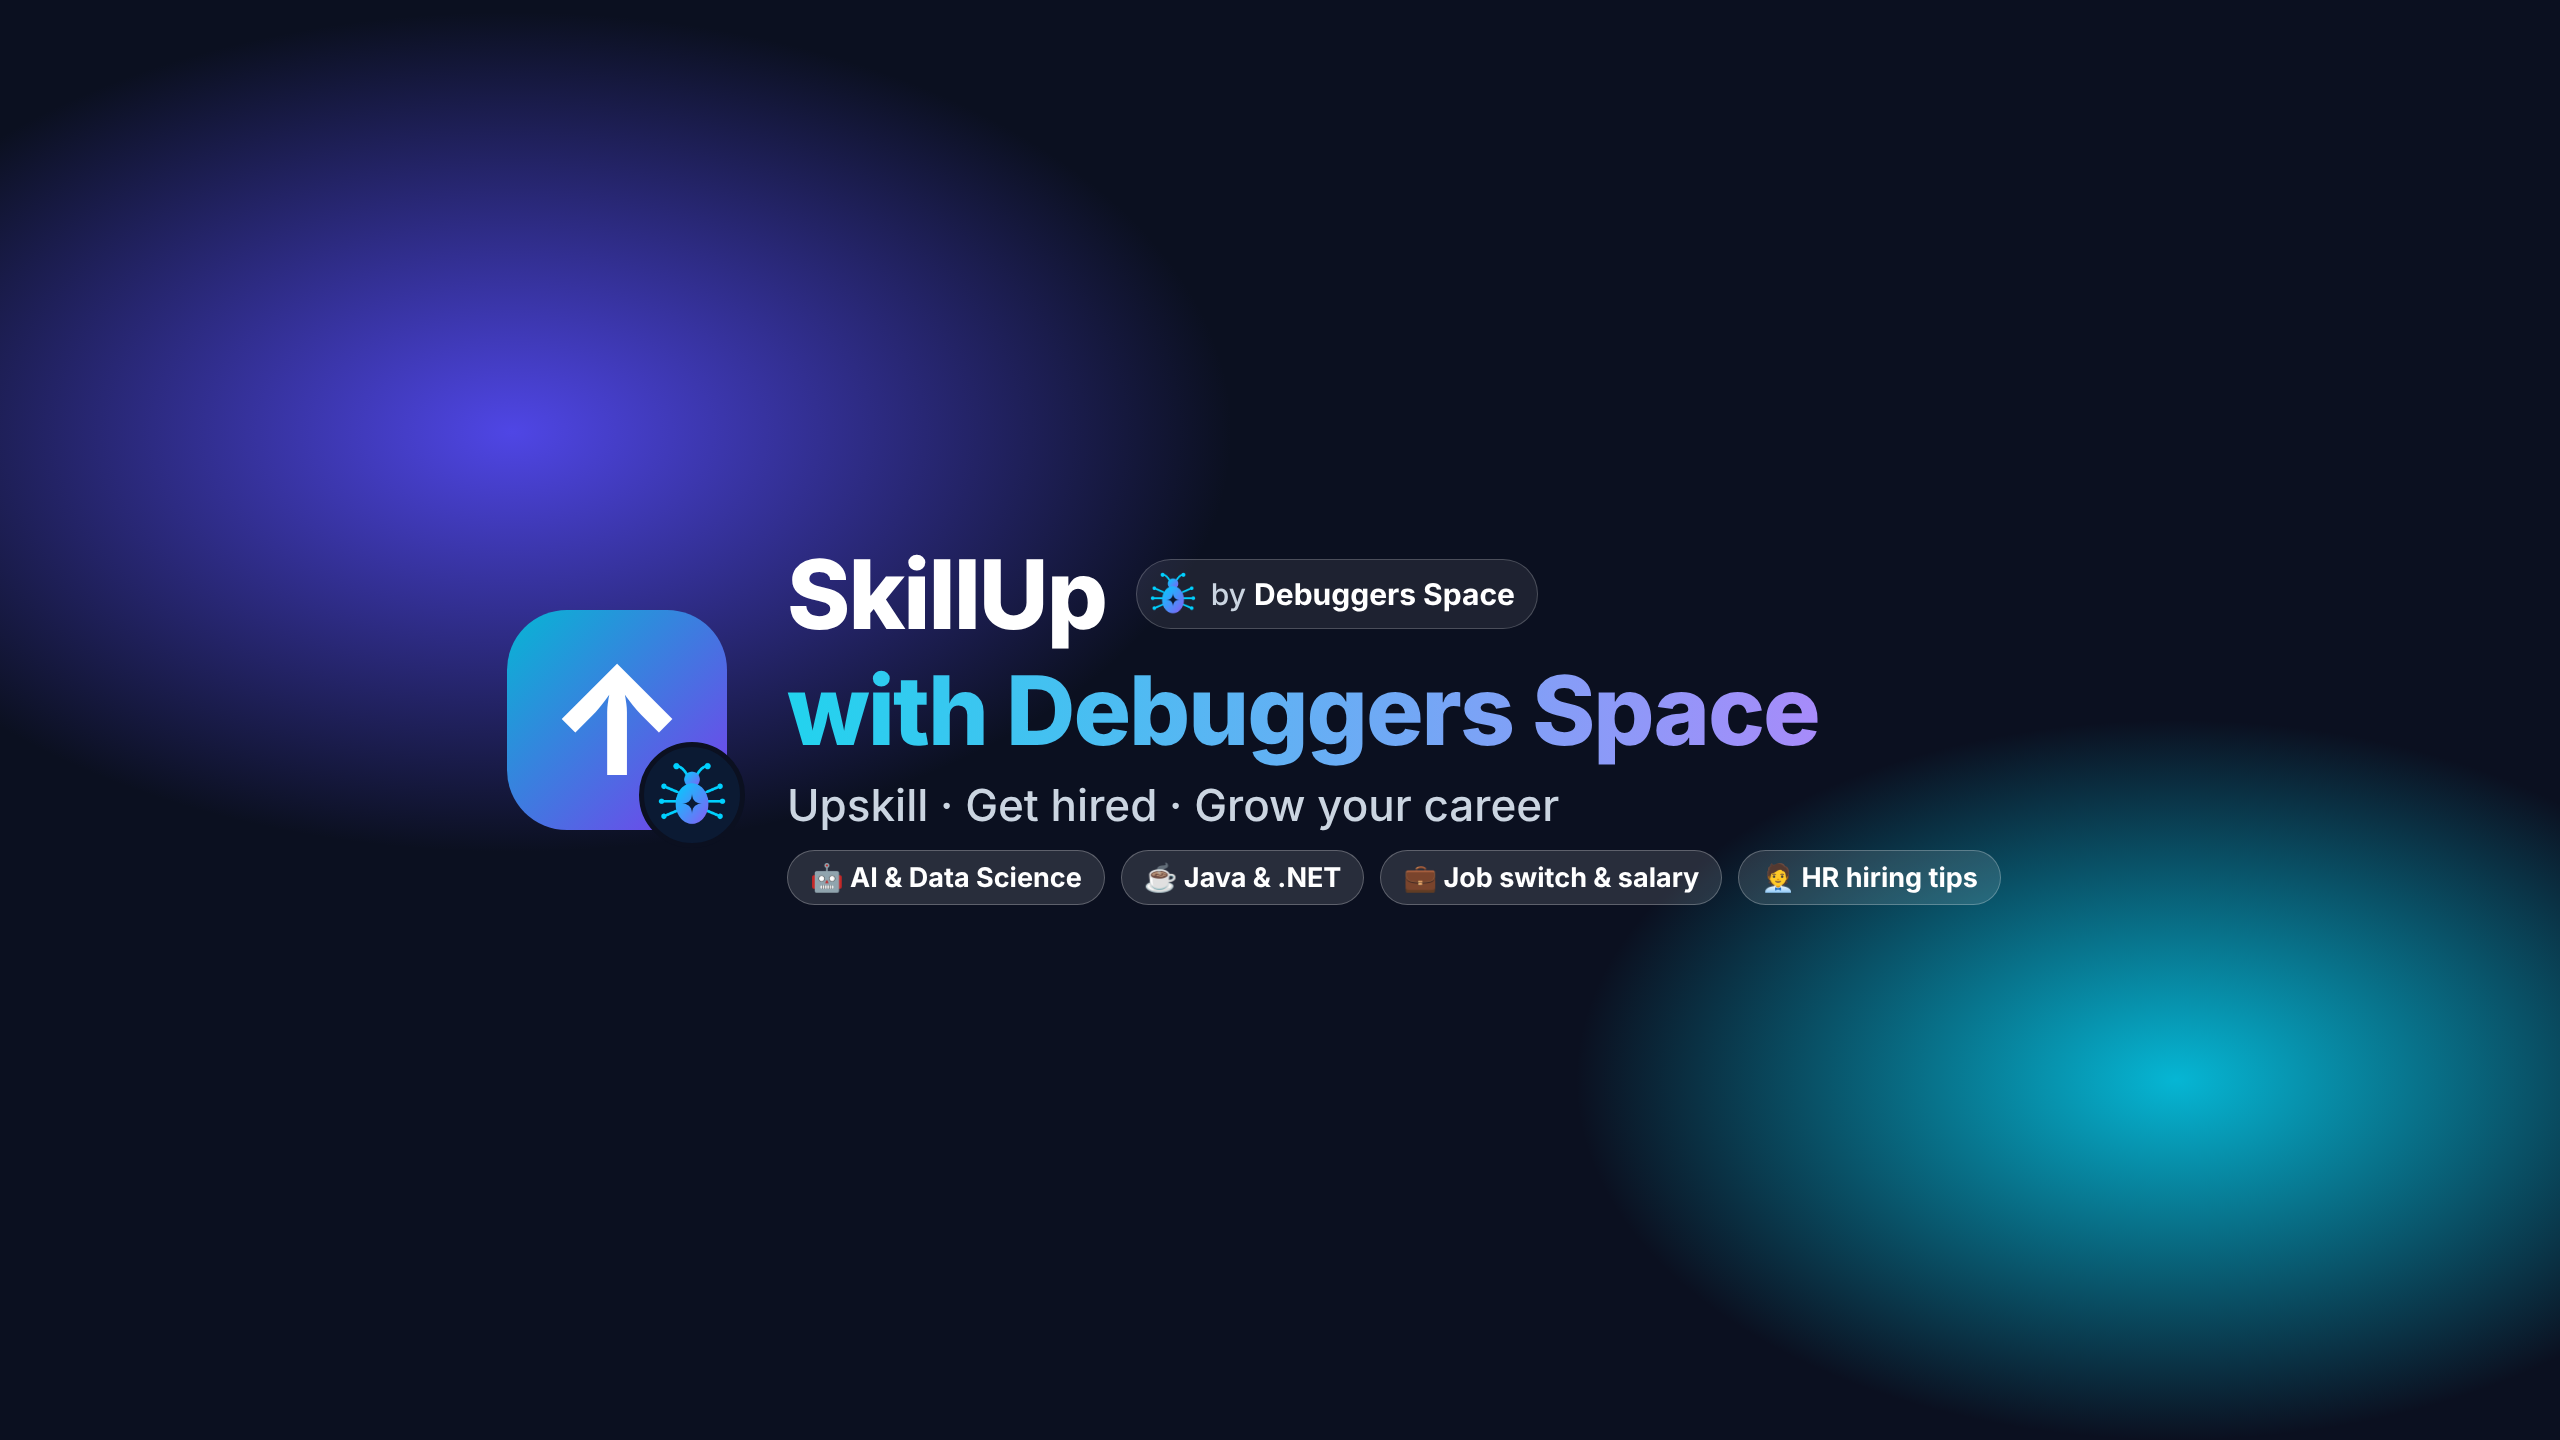 SkillUp
by Debuggers Space
with Debuggers Space
Upskill · Get hired · Grow your career
🤖 AI & Data Science
☕ Java & .NET
💼 Job switch & salary
🧑‍💼 HR hiring tips